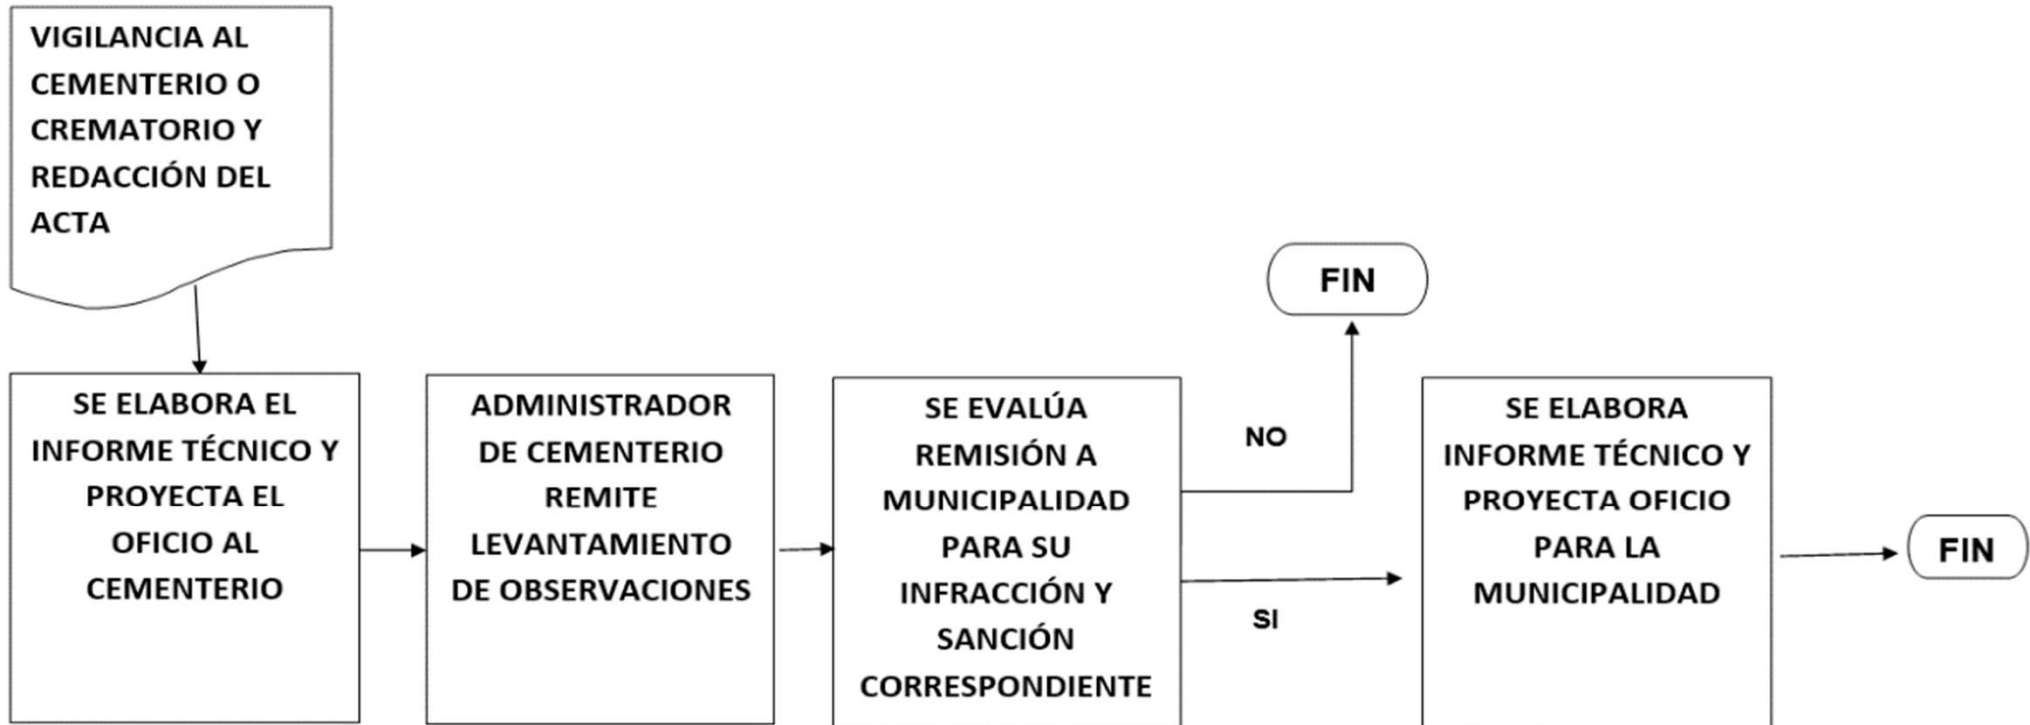 VIGILANCIA AL
CEMENTERIO O
CREMATORIO Y
REDACCIÓN DEL
ACTA
SE ELABORA EL
INFORME TÉCNICO Y
PROYECTA EL
OFICIO AL
CEMENTERIO
ADMINISTRADOR
DE CEMENTERIO
REMITE
LEVANTAMIENTO
DE OBSERVACIONES
SE EVALÚA
REMISIÓN A
MUNICIPALIDAD
PARA SU
INFRACCIÓN Y
SANCIÓN
CORRESPONDIENTE
NO
FIN
SI
SE ELABORA
INFORME TÉCNICO Y
PROYECTA OFICIO
PARA LA
MUNICIPALIDAD
FIN